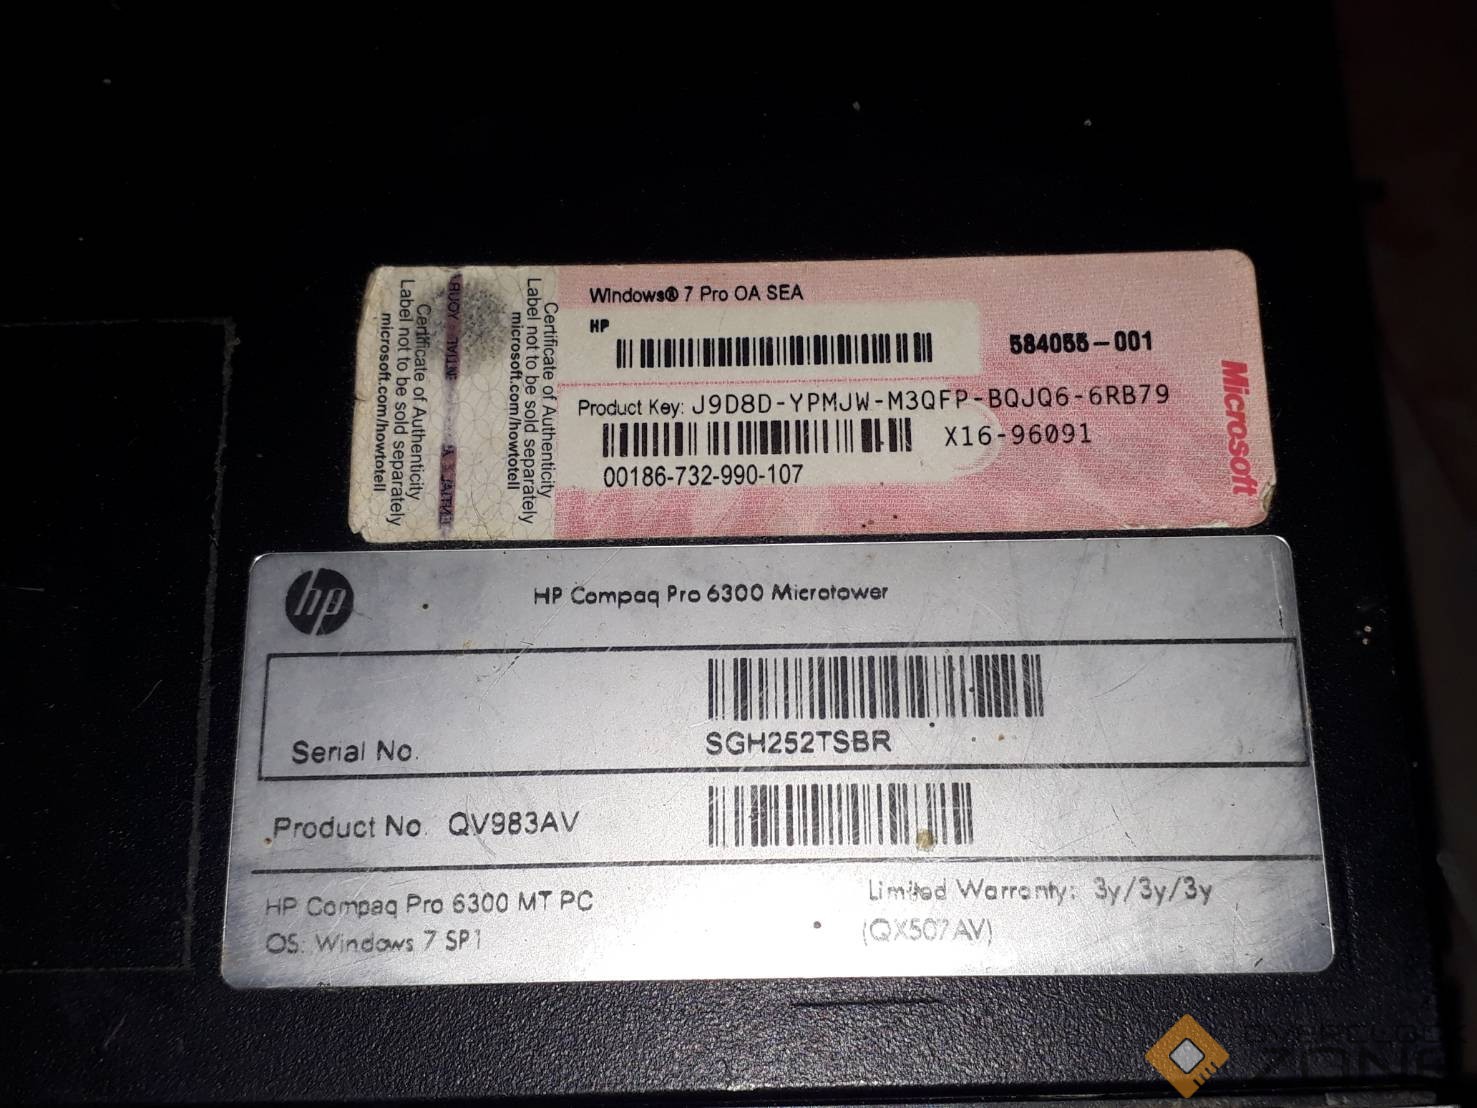 Certificate of Authenticity
Label not to be sold separately
microsoft.com/howtotell
Certificate of Authenticity
Label not to be sold separately
microsoft.com/howtotell
Windows® 7 Pro OA SEA
HP
584055-001
Product Key: J9D8D-YPMJW-M3QFP-BQJQ6-6RB79
X16-96091
00186-732-990-107
Microsoft
hp
HP Compaq Pro 6300 Microtower
Serial No.
SGH252TSBR
Product No. QV983AV
HP Compaq Pro 6300 MT PC
Limited Warranty: 3y/3y/3y
OS: Windows 7 SP1
(QX507AV)
ZONE